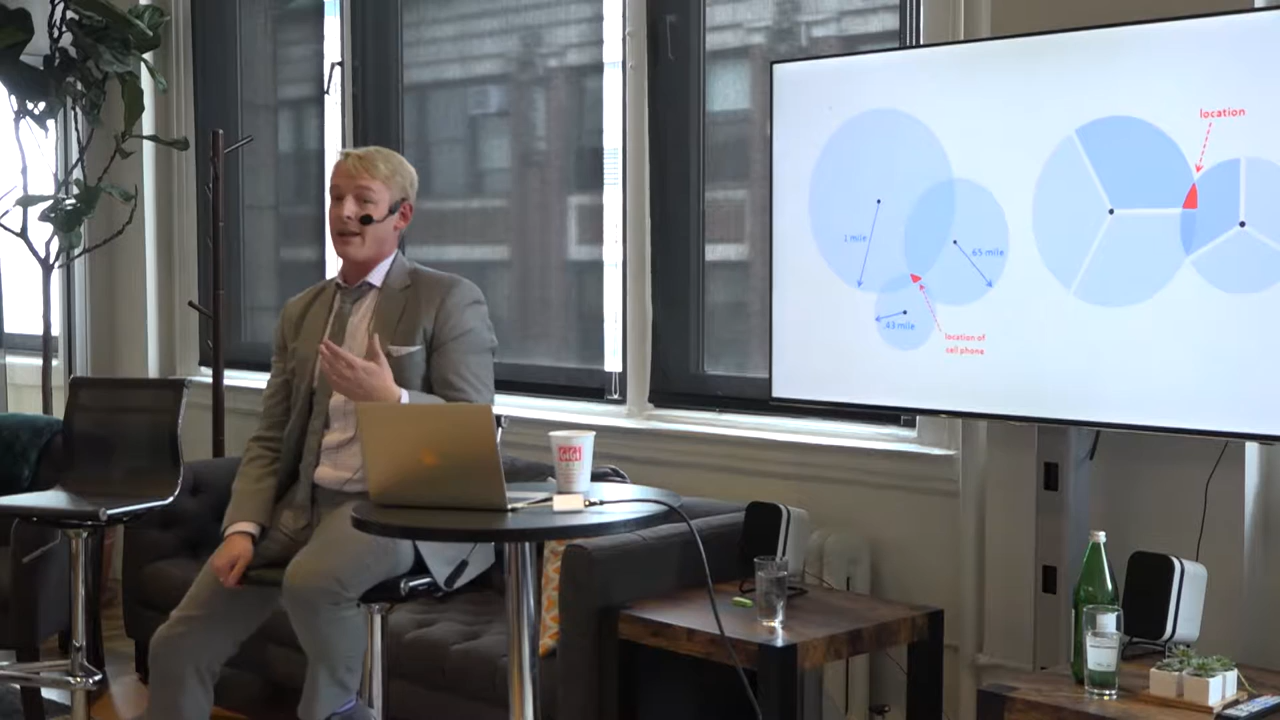 1 mile
.65 mile
.43 mile
location of
cell phone
location
GiGi